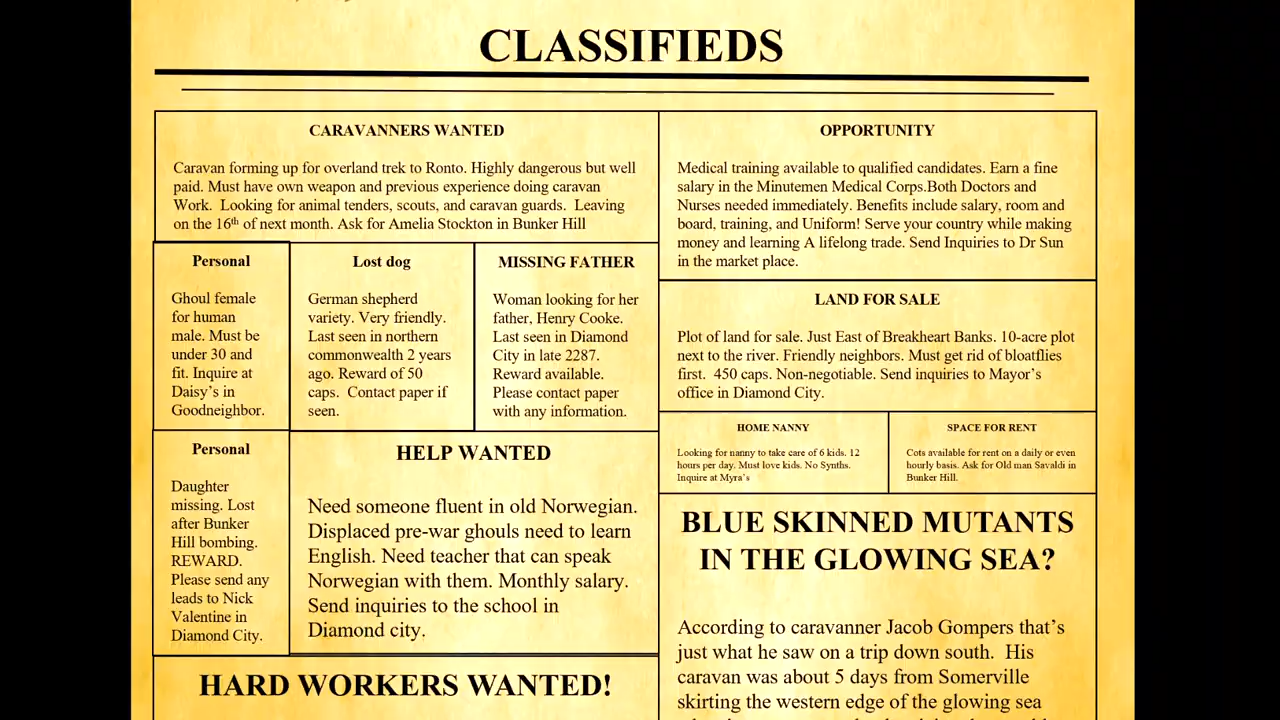 CLASSIFIEDS
CARAVANNERS WANTED
Caravan forming up for overland trek to Ronto. Highly dangerous but well
paid. Must have own weapon and previous experience doing caravan
Work. Looking for animal tenders, scouts, and caravan guards. Leaving
on the 16th of next month. Ask for Amelia Stockton in Bunker Hill
OPPORTUNITY
Medical training available to qualified candidates. Earn a fine
salary in the Minutemen Medical Corps.Both Doctors and
Nurses needed immediately. Benefits include salary, room and
board, training, and Uniform! Serve your country while making
money and learning A lifelong trade. Send Inquiries to Dr Sun
in the market place.
Personal
Ghoul female
for human
male. Must be
under 30 and
fit. Inquire at
Daisy's in
Goodneighbor.
Lost dog
German shepherd
variety. Very friendly.
Last seen in northern
commonwealth 2 years
ago. Reward of 50
caps. Contact paper if
seen.
MISSING FATHER
Woman looking for her
father, Henry Cooke.
Last seen in Diamond
City in late 2287.
Reward available.
Please contact paper
with any information.
LAND FOR SALE
Plot of land for sale. Just East of Breakheart Banks. 10-acre plot
next to the river. Friendly neighbors. Must get rid of bloatflies
first. 450 caps. Non-negotiable. Send inquiries to Mayor's
office in Diamond City.
HOME NANNY
Looking for nanny to take care of 6 kids. 12
hours per day. Must love kids. No Synths.
Inquire at Myra's
SPACE FOR RENT
Cots available for rent on a daily or even
hourly basis. Ask for Old man Savaldi in
Bunker Hill.
Personal
Daughter
missing. Lost
after Bunker
Hill bombing.
REWARD.
Please send any
leads to Nick
Valentine in
Diamond City.
HELP WANTED
Need someone fluent in old Norwegian.
Displaced pre-war ghouls need to learn
English. Need teacher that can speak
Norwegian with them. Monthly salary.
Send inquiries to the school in
Diamond city.
BLUE SKINNED MUTANTS
IN THE GLOWING SEA?
According to caravanner Jacob Gompers that's
just what he saw on a trip down south. His
caravan was about 5 days from Somerville
skirting the western edge of the glowing sea
HARD WORKERS WANTED!